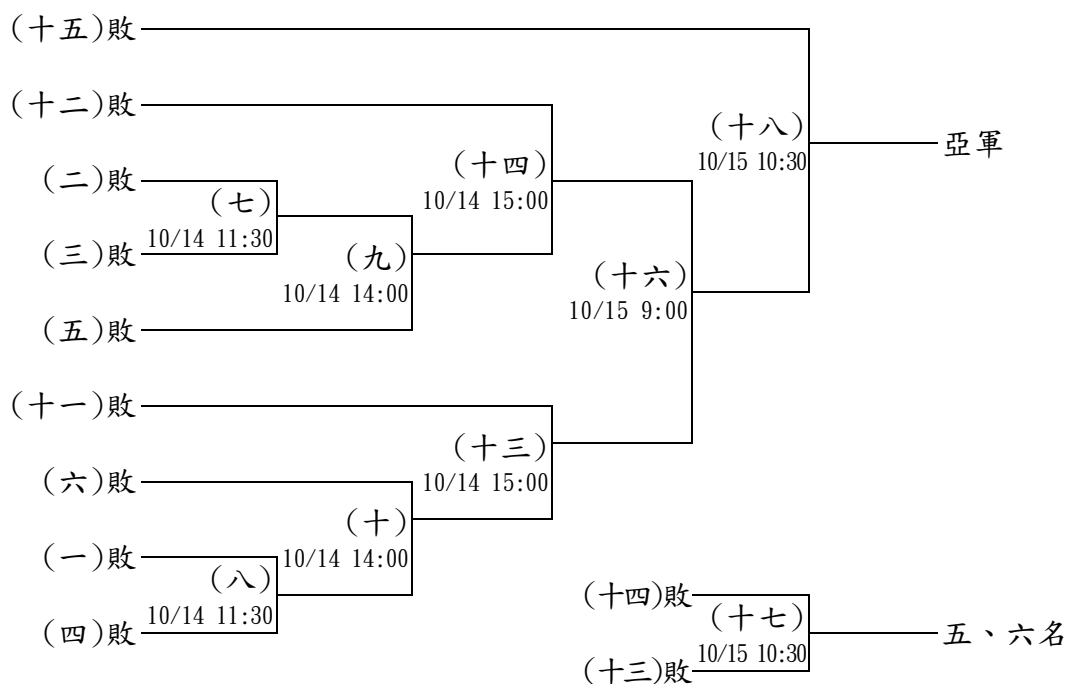 (十五)敗
(十二)敗
(十八)
10/15 10:30
亞軍
(十四)
10/14 15:00
(二)敗
(七)
10/14 11:30
(三)敗
(九)
10/14 14:00
(十六)
10/15 9:00
(五)敗
(十一)敗
(十三)
10/14 15:00
(六)敗
(十)
10/14 14:00
(一)敗
(八)
10/14 11:30
(四)敗
(十四)敗
(十七)
10/15 10:30
五、六名
(十三)敗